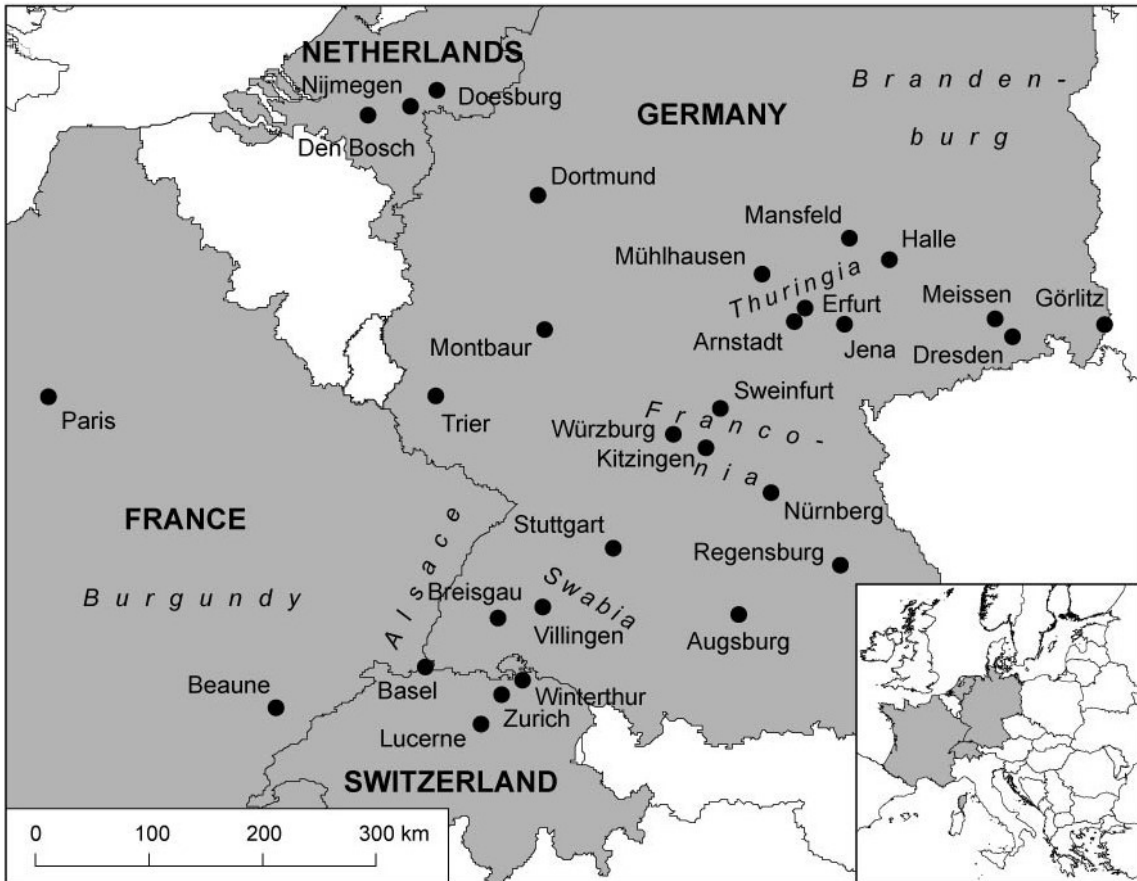 NETHERLANDS
Nijmegen
Doesburg
Den Bosch
GERMANY
B r a n d e n -
b u r g
Dortmund
Mansfeld
Halle
Mühlhausen
Thuringia
Erfurt
Meissen
Görlitz
Arnstadt
Jena
Dresden
Montbaur
Trier
Paris
Sweinfurt
F r a n c o -
n i a
Würzburg
Kitzingen
Nürnberg
FRANCE
Burgundy
Alsace
Stuttgart
Regensburg
Breisgau
Swabia
Villingen
Augsburg
Beaune
Basel
Winterthur
Zurich
Lucerne
SWITZERLAND
0 100 200 300 km